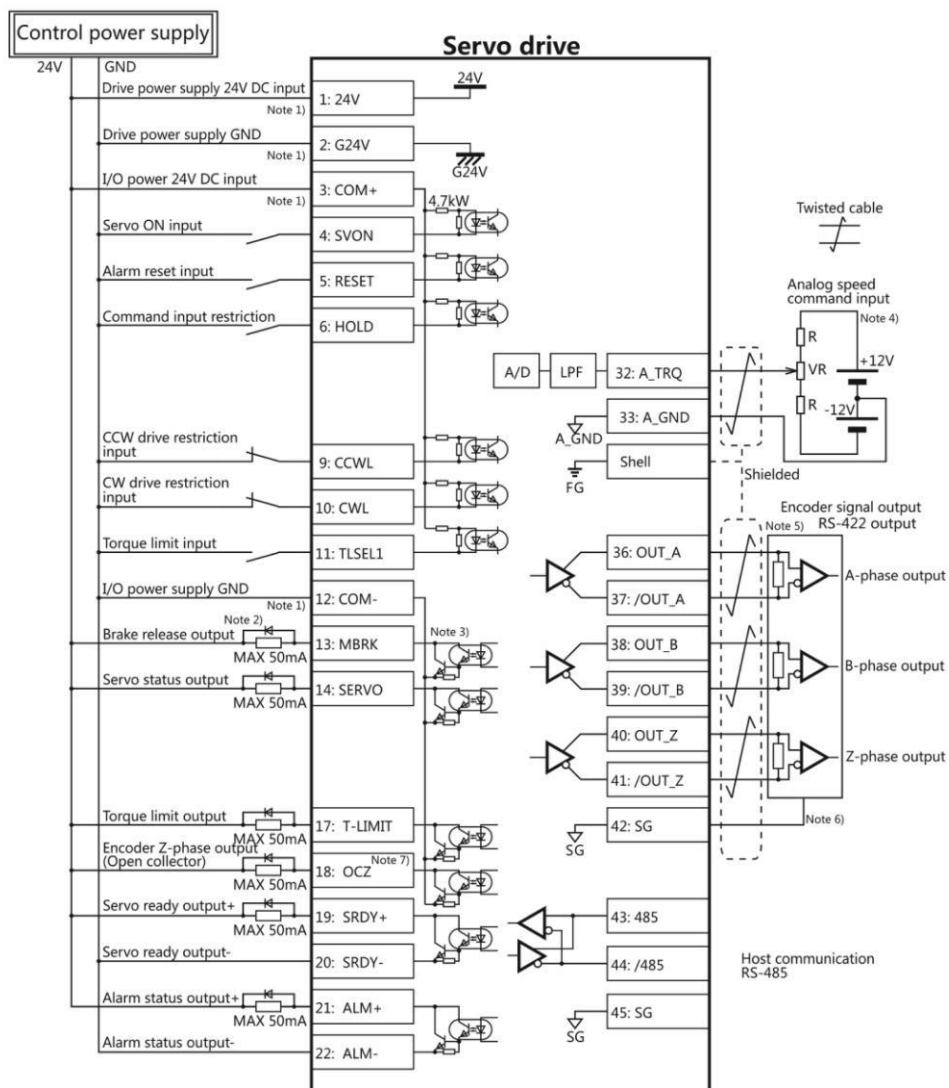 Control power supply
24V
GND
Servo drive
Drive power supply 24V DC input
Note 1)
1: 24V
24V
Drive power supply GND
Note 1)
2: G24V
G24V
I/O power 24V DC input
Note 1)
3: COM+
4.7kW
Servo ON input
4: SVON
Alarm reset input
5: RESET
Command input restriction
6: HOLD
CCW drive restriction
input
9: CCWL
CW drive restriction
input
10: CWL
Torque limit input
11: TLSEL1
I/O power supply GND
Note 1)
12: COM-
Brake release output
Note 2)
MAX 50mA
13: MBRK
Note 3)
Servo status output
MAX 50mA
14: SERVO
Torque limit output
MAX 50mA
17: T-LIMIT
Encoder Z-phase output
(Open collector)
MAX 50mA
18: OCZ
Note 7)
Servo ready output+
MAX 50mA
19: SRDY+
Servo ready output-
20: SRDY-
Alarm status output+
MAX 50mA
21: ALM+
Alarm status output-
22: ALM-
Twisted cable
Analog speed
command input
Note 4)
R
VR
R
+12V
-12V
A/D
LPF
32: A_TRQ
33: A_GND
A_GND
Shell
FG
Shielded
Encoder signal output
RS-422 output
Note 5)
36: OUT_A
37: /OUT_A
A-phase output
38: OUT_B
39: /OUT_B
B-phase output
40: OUT_Z
41: /OUT_Z
Z-phase output
42: SG
SG
Note 6)
43: 485
44: /485
Host communication
RS-485
45: SG
SG